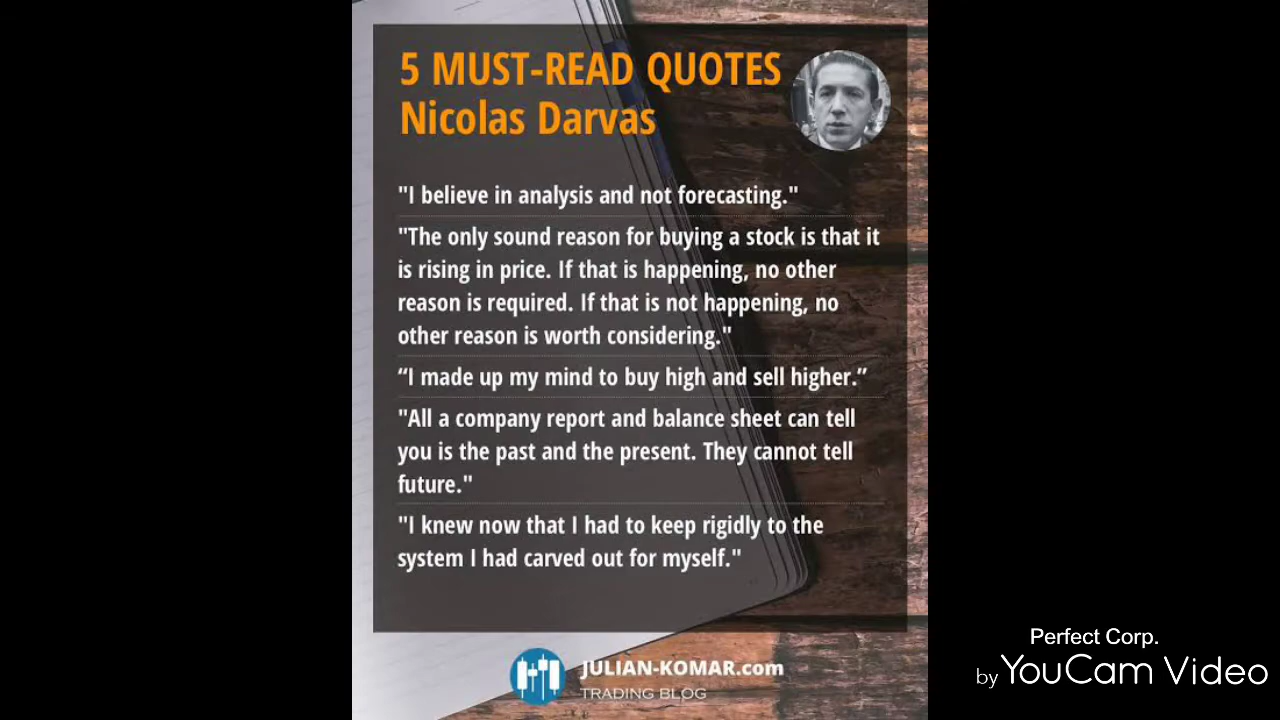 5 MUST-READ QUOTES
Nicolas Darvas
"I believe in analysis and not forecasting."
"The only sound reason for buying a stock is that it
is rising in price. If that is happening, no other
reason is required. If that is not happening, no
other reason is worth considering."
“I made up my mind to buy high and sell higher.”
"All a company report and balance sheet can tell
you is the past and the present. They cannot tell
future."
"I knew now that I had to keep rigidly to the
system I had carved out for myself."
JULIAN-KOMAR.com
TRADING BLOG
Perfect Corp.
by YouCam Video